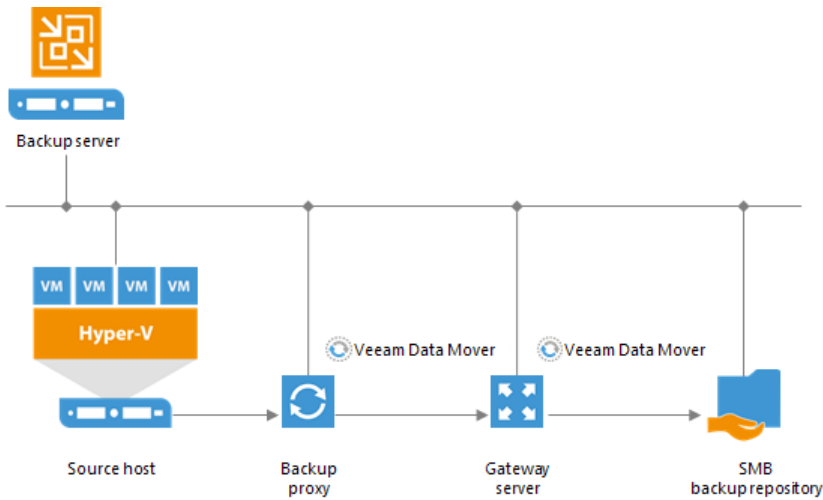 Backup server
VM VM VM VM
Hyper-V
Veeam Data Mover Veeam Data Mover
Source host
Backup
proxy
Gateway
server
SMB
backup repository